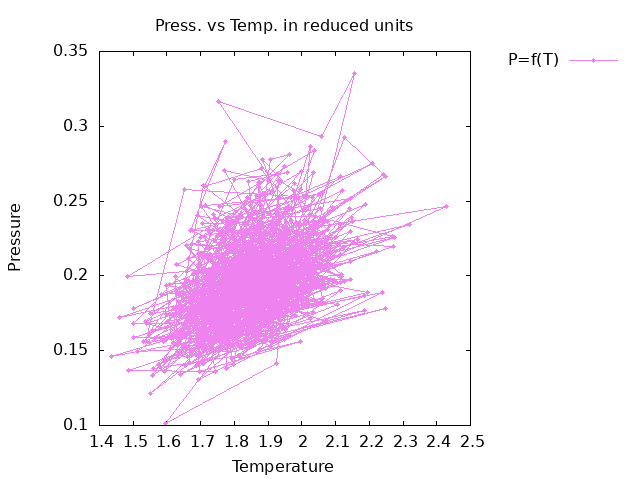 Press. vs Temp. in reduced units
P=f(T)
0.35
0.3
0.25
0.2
0.15
0.1
Pressure
1.4 1.5 1.6 1.7 1.8 1.9 2 2.1 2.2 2.3 2.4 2.5
Temperature